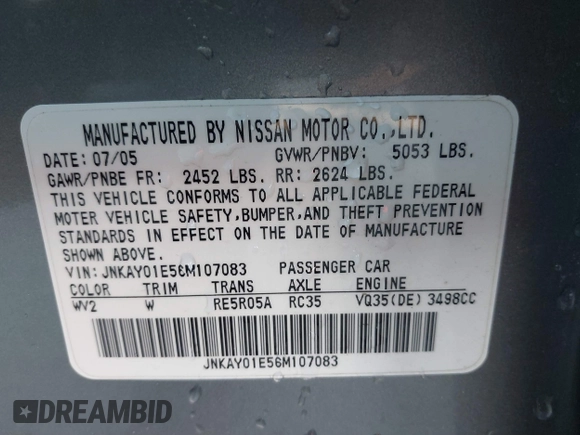 MANUFACTURED BY NISSAN MOTOR CO.,LTD.
DATE: 07/05 GVWR/PNBV: 5053 LBS.
GAWR/PNBE FR: 2452 LBS. RR: 2624 LBS.
THIS VEHICLE CONFORMS TO ALL APPLICABLE FEDERAL
MOTOR VEHICLE SAFETY,BUMPER,AND THEFT PREVENTION
STANDARDS IN EFFECT ON THE DATE OF MANUFACTURE
SHOWN ABOVE.
VIN: JNKAY01E56M107083 PASSENGER CAR
COLOR TRIM TRANS AXLE ENGINE
WV2 W RE5R05A RC35 VQ35(DE) 3498CC
JNKAY01E56M107083
DREAMBID